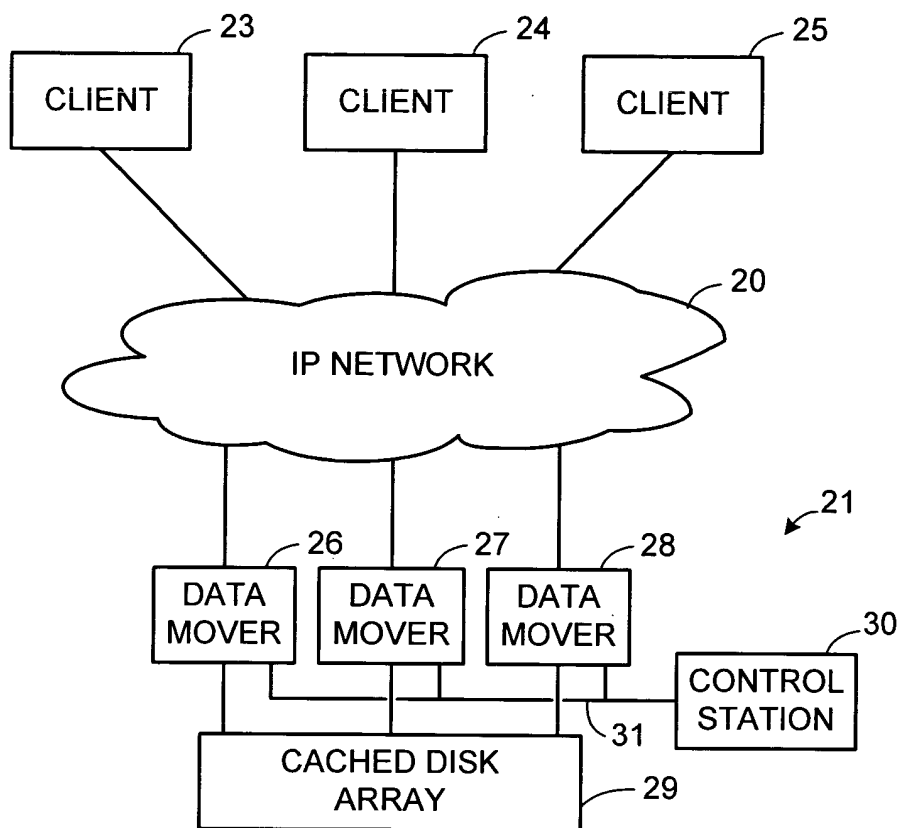 23
24
25
CLIENT
CLIENT
CLIENT
20
IP NETWORK
21
26
27
28
DATA
MOVER
DATA
MOVER
DATA
MOVER
30
CONTROL
STATION
31
CACHED DISK
ARRAY
29